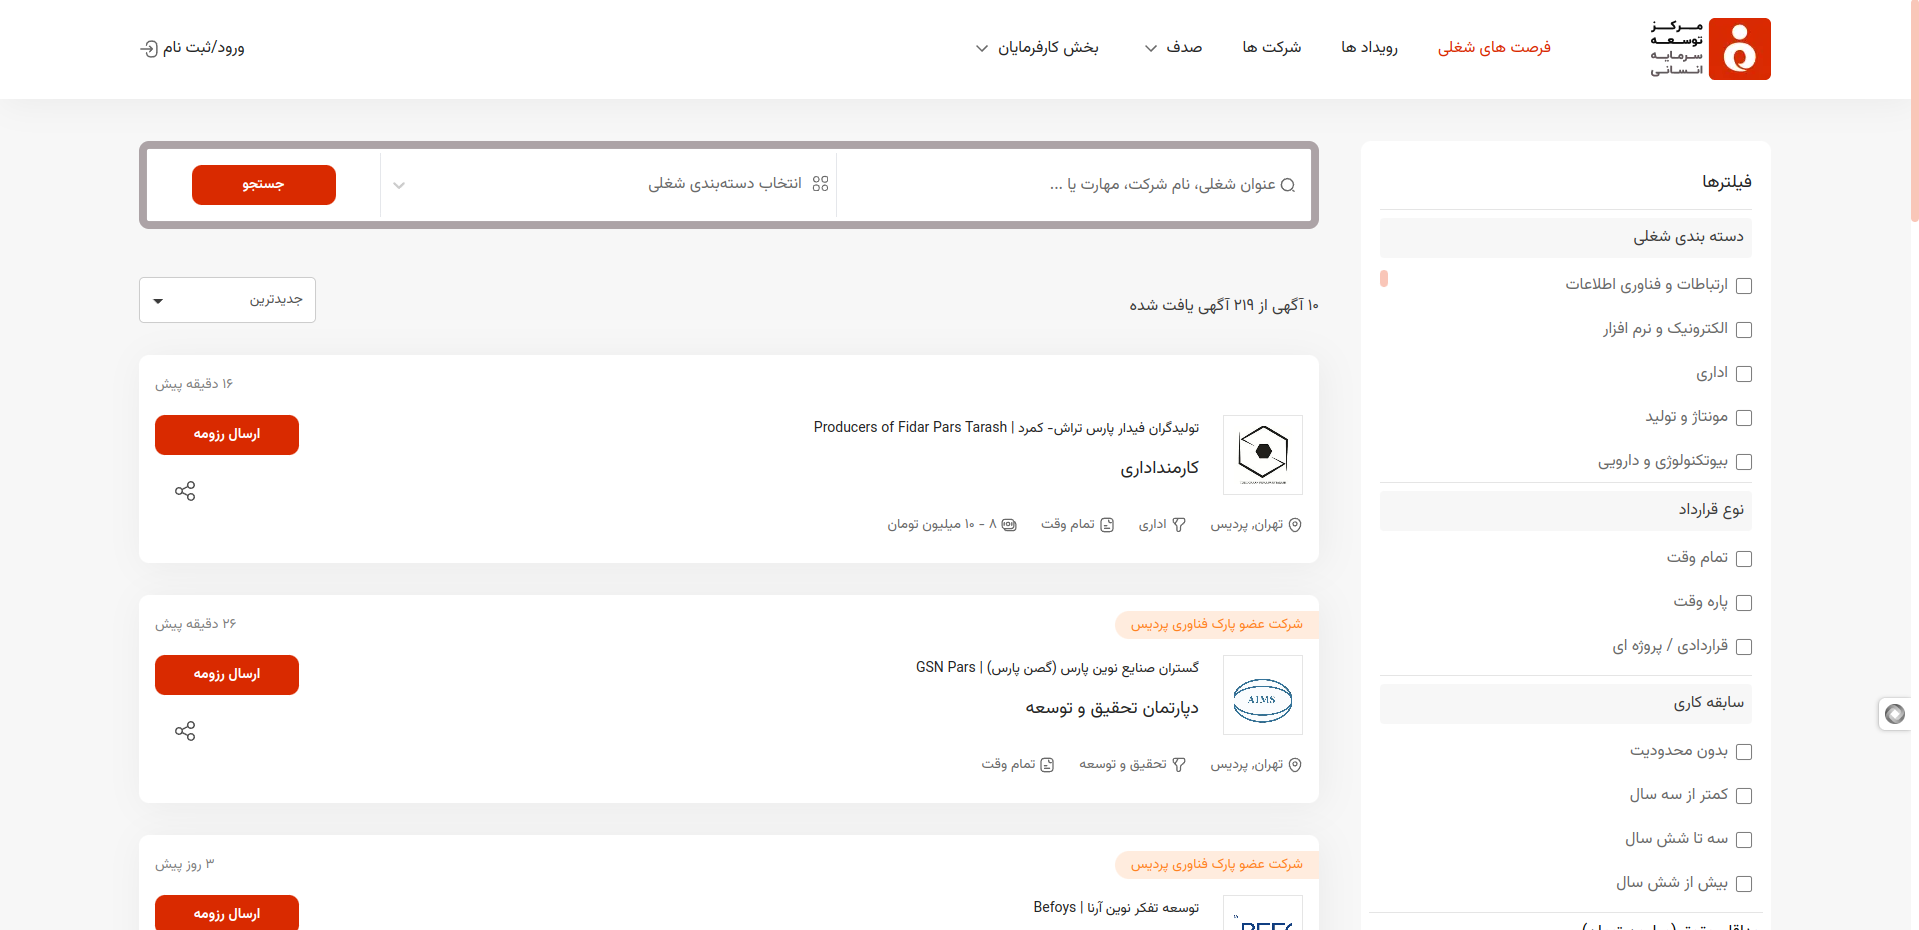 مرکز
توسعه
سرمایه
انسانی
فرصت های شغلی
رویداد ها
شرکت ها
صدف
بخش کارفرمایان
ورود/ثبت نام
عنوان شغلی، نام شرکت، مهارت یا ...
انتخاب دسته‌بندی شغلی
جستجو
فیلترها
دسته بندی شغلی
ارتباطات و فناوری اطلاعات
الکترونیک و نرم افزار
اداری
مونتاژ و تولید
بیوتکنولوژی و دارویی
نوع قرارداد
تمام وقت
پاره وقت
قراردادی / پروژه ای
سابقه کاری
بدون محدودیت
کمتر از سه سال
سه تا شش سال
بیش از شش سال
۱۰ آگهی از ۲۱۹ آگهی یافت شده
جدیدترین
۱۶ دقیقه پیش
تولیدگران فیدار پارس تراش- کمرد | Producers of Fidar Pars Tarash
ارسال رزومه
کارمنداداری
تهران, پردیس
اداری
تمام وقت
۸ - ۱۰ میلیون تومان
شرکت عضو پارک فناوری پردیس
۲۶ دقیقه پیش
گستران صنایع نوین پارس (گصن پارس) | GSN Pars
ارسال رزومه
AIMS
دپارتمان تحقیق و توسعه
تهران, پردیس
تحقیق و توسعه
تمام وقت
شرکت عضو پارک فناوری پردیس
۳ روز پیش
توسعه تفکر نوین آرنا | Befoys
ارسال رزومه